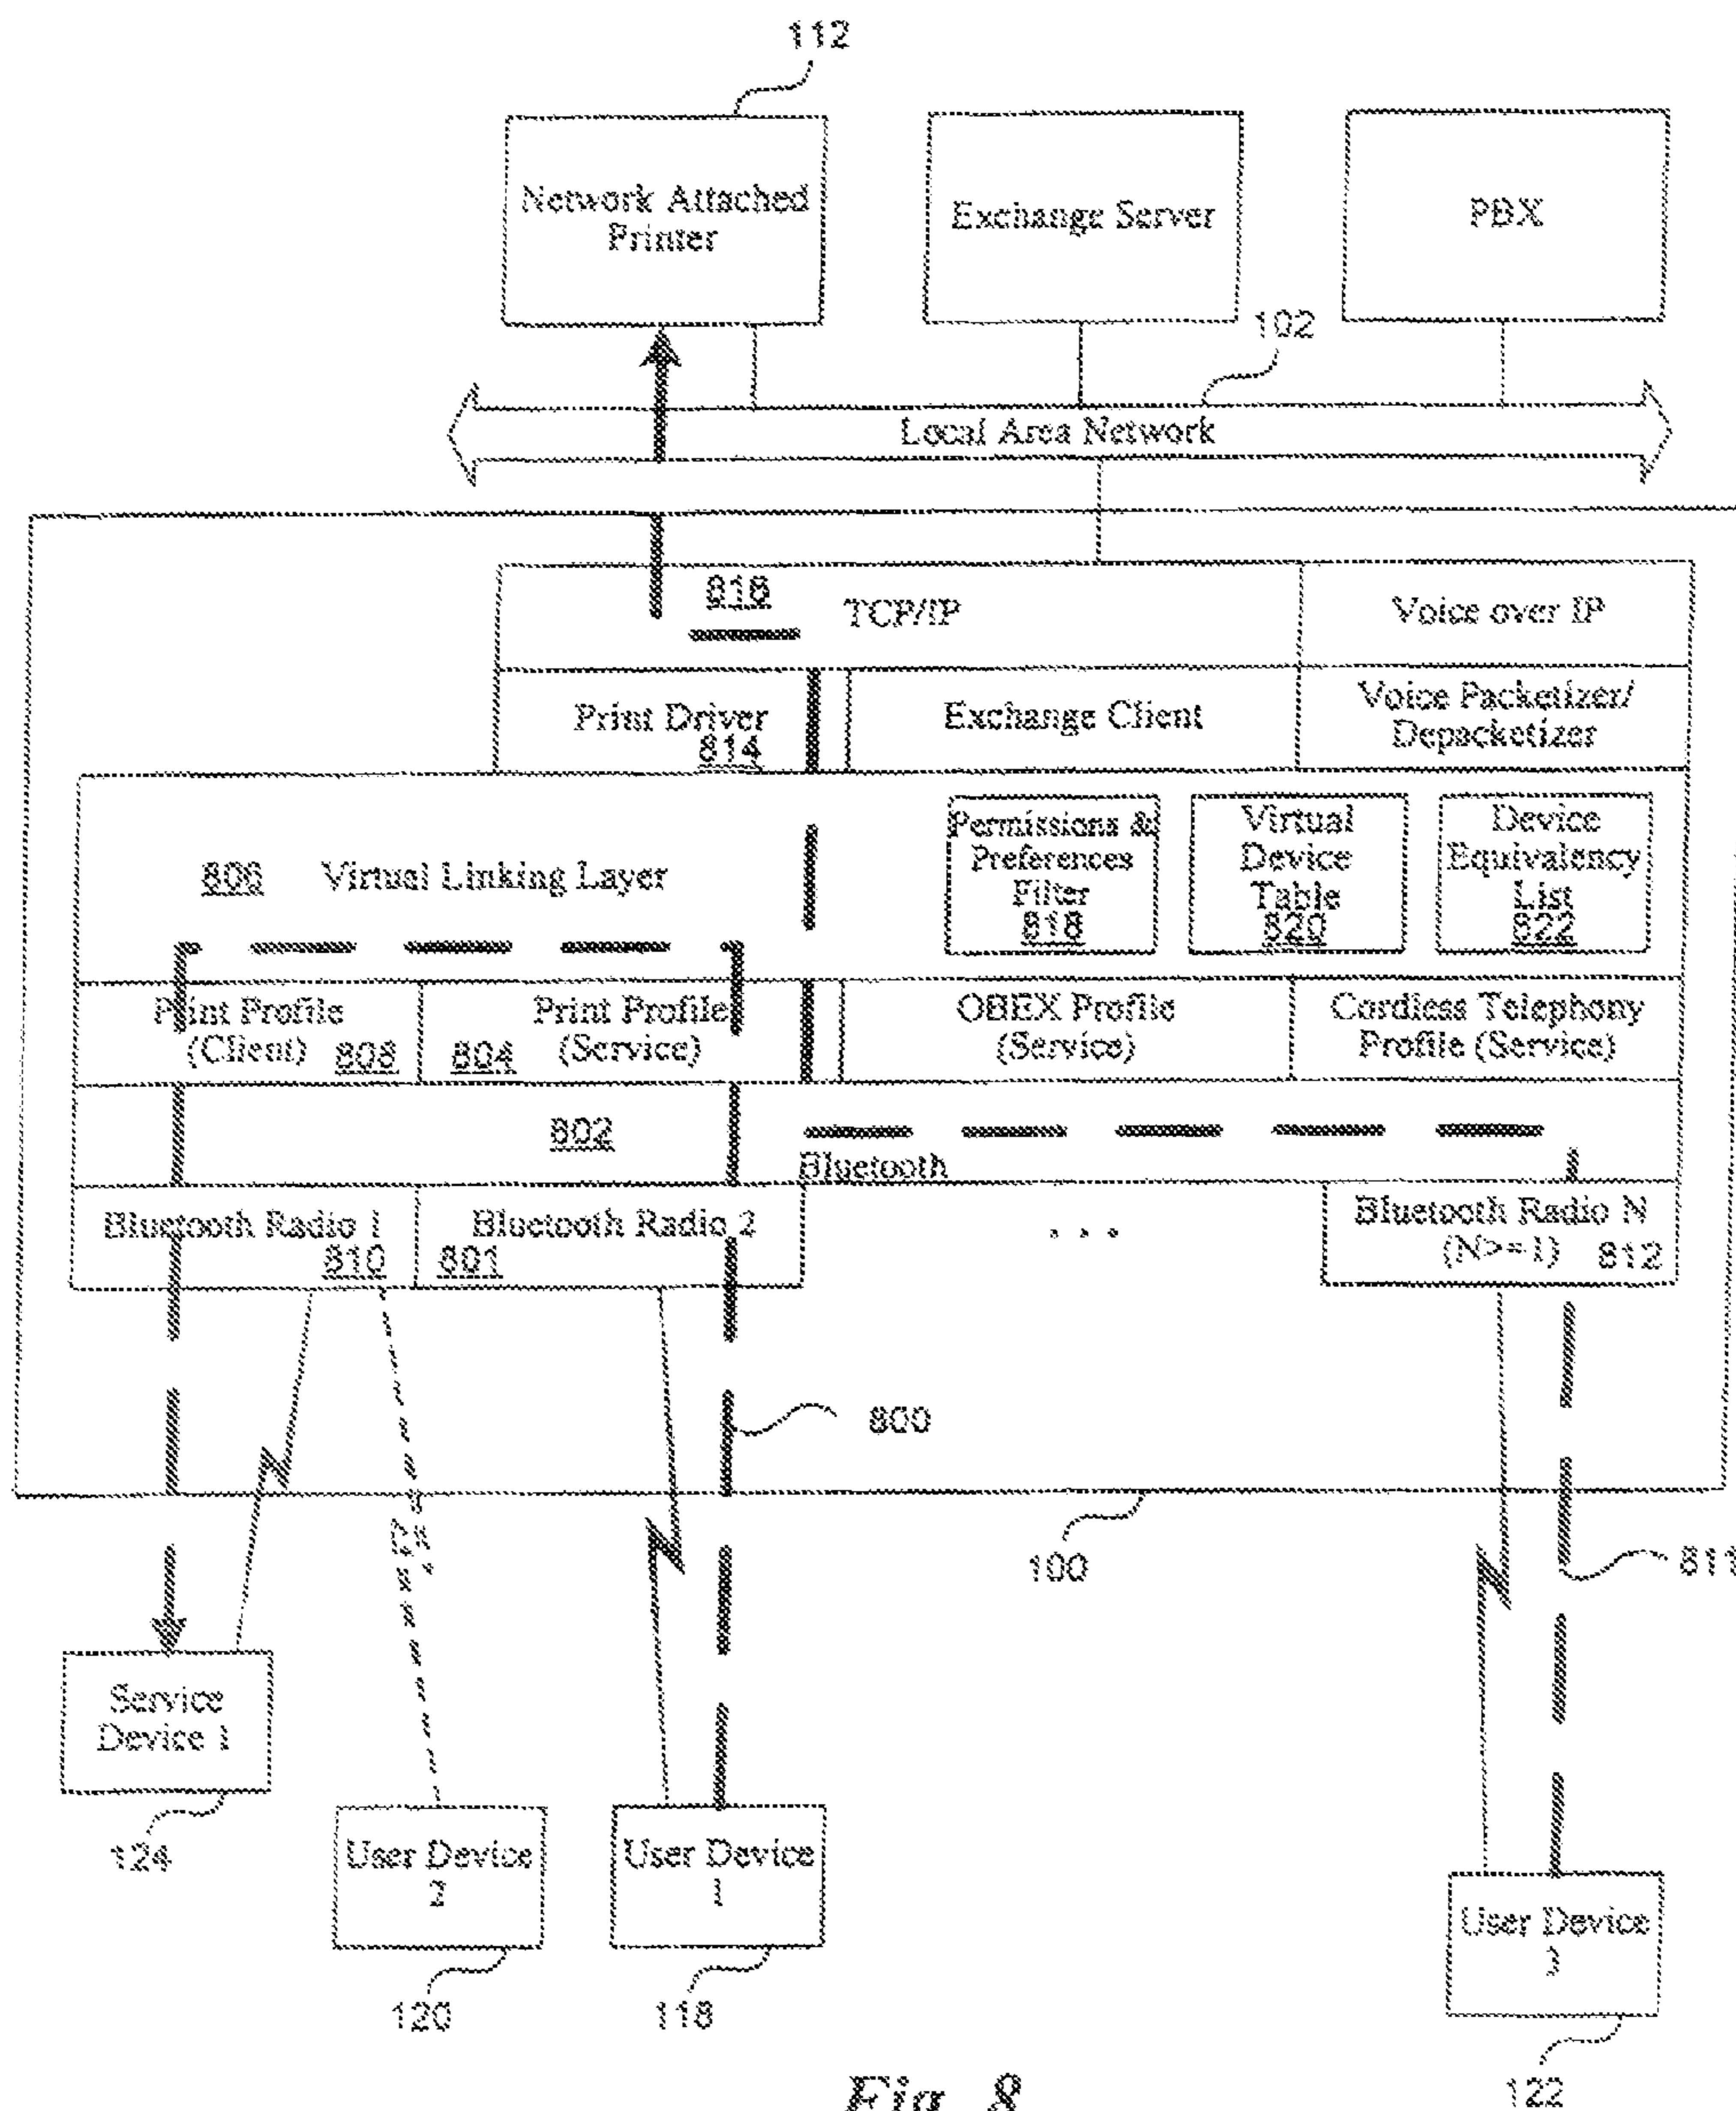 112
Network Attached
Printer
Exchange Server
PBX
102
Local Area Network
816
TCP/IP
Voice over IP
Print Driver
814
Exchange Client
Voice Packetizer/
Depacketizer
806
Virtual Linking Layer
Permissions &
Preferences
Filter
818
Virtual
Device
Table
820
Device
Equivalency
List
822
Print Profile
(Client) 808
804
Print Profile
(Service)
OBEX Profile
(Service)
Cordless Telephony
Profile (Service)
802
Bluetooth
Bluetooth Radio 1
810
Bluetooth Radio 2
801
. . .
Bluetooth Radio N
(N>=1) 812
800
100
811
Service
Device 1
124
User Device
2
120
User Device
1
118
User Device
3
122
Fig. 8